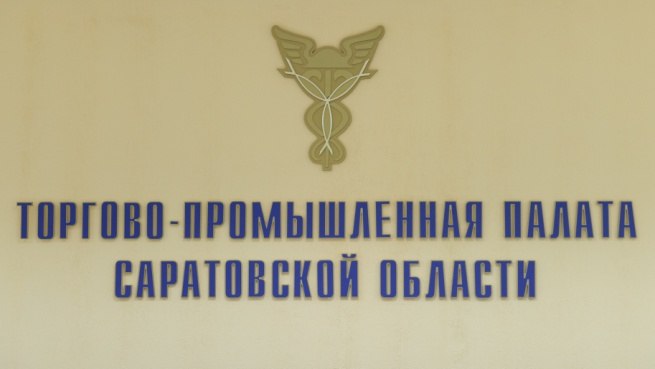 ТОРГОВО-ПРОМЫШЛЕННАЯ ПАЛАТА
САРАТОВСКОЙ ОБЛАСТИ